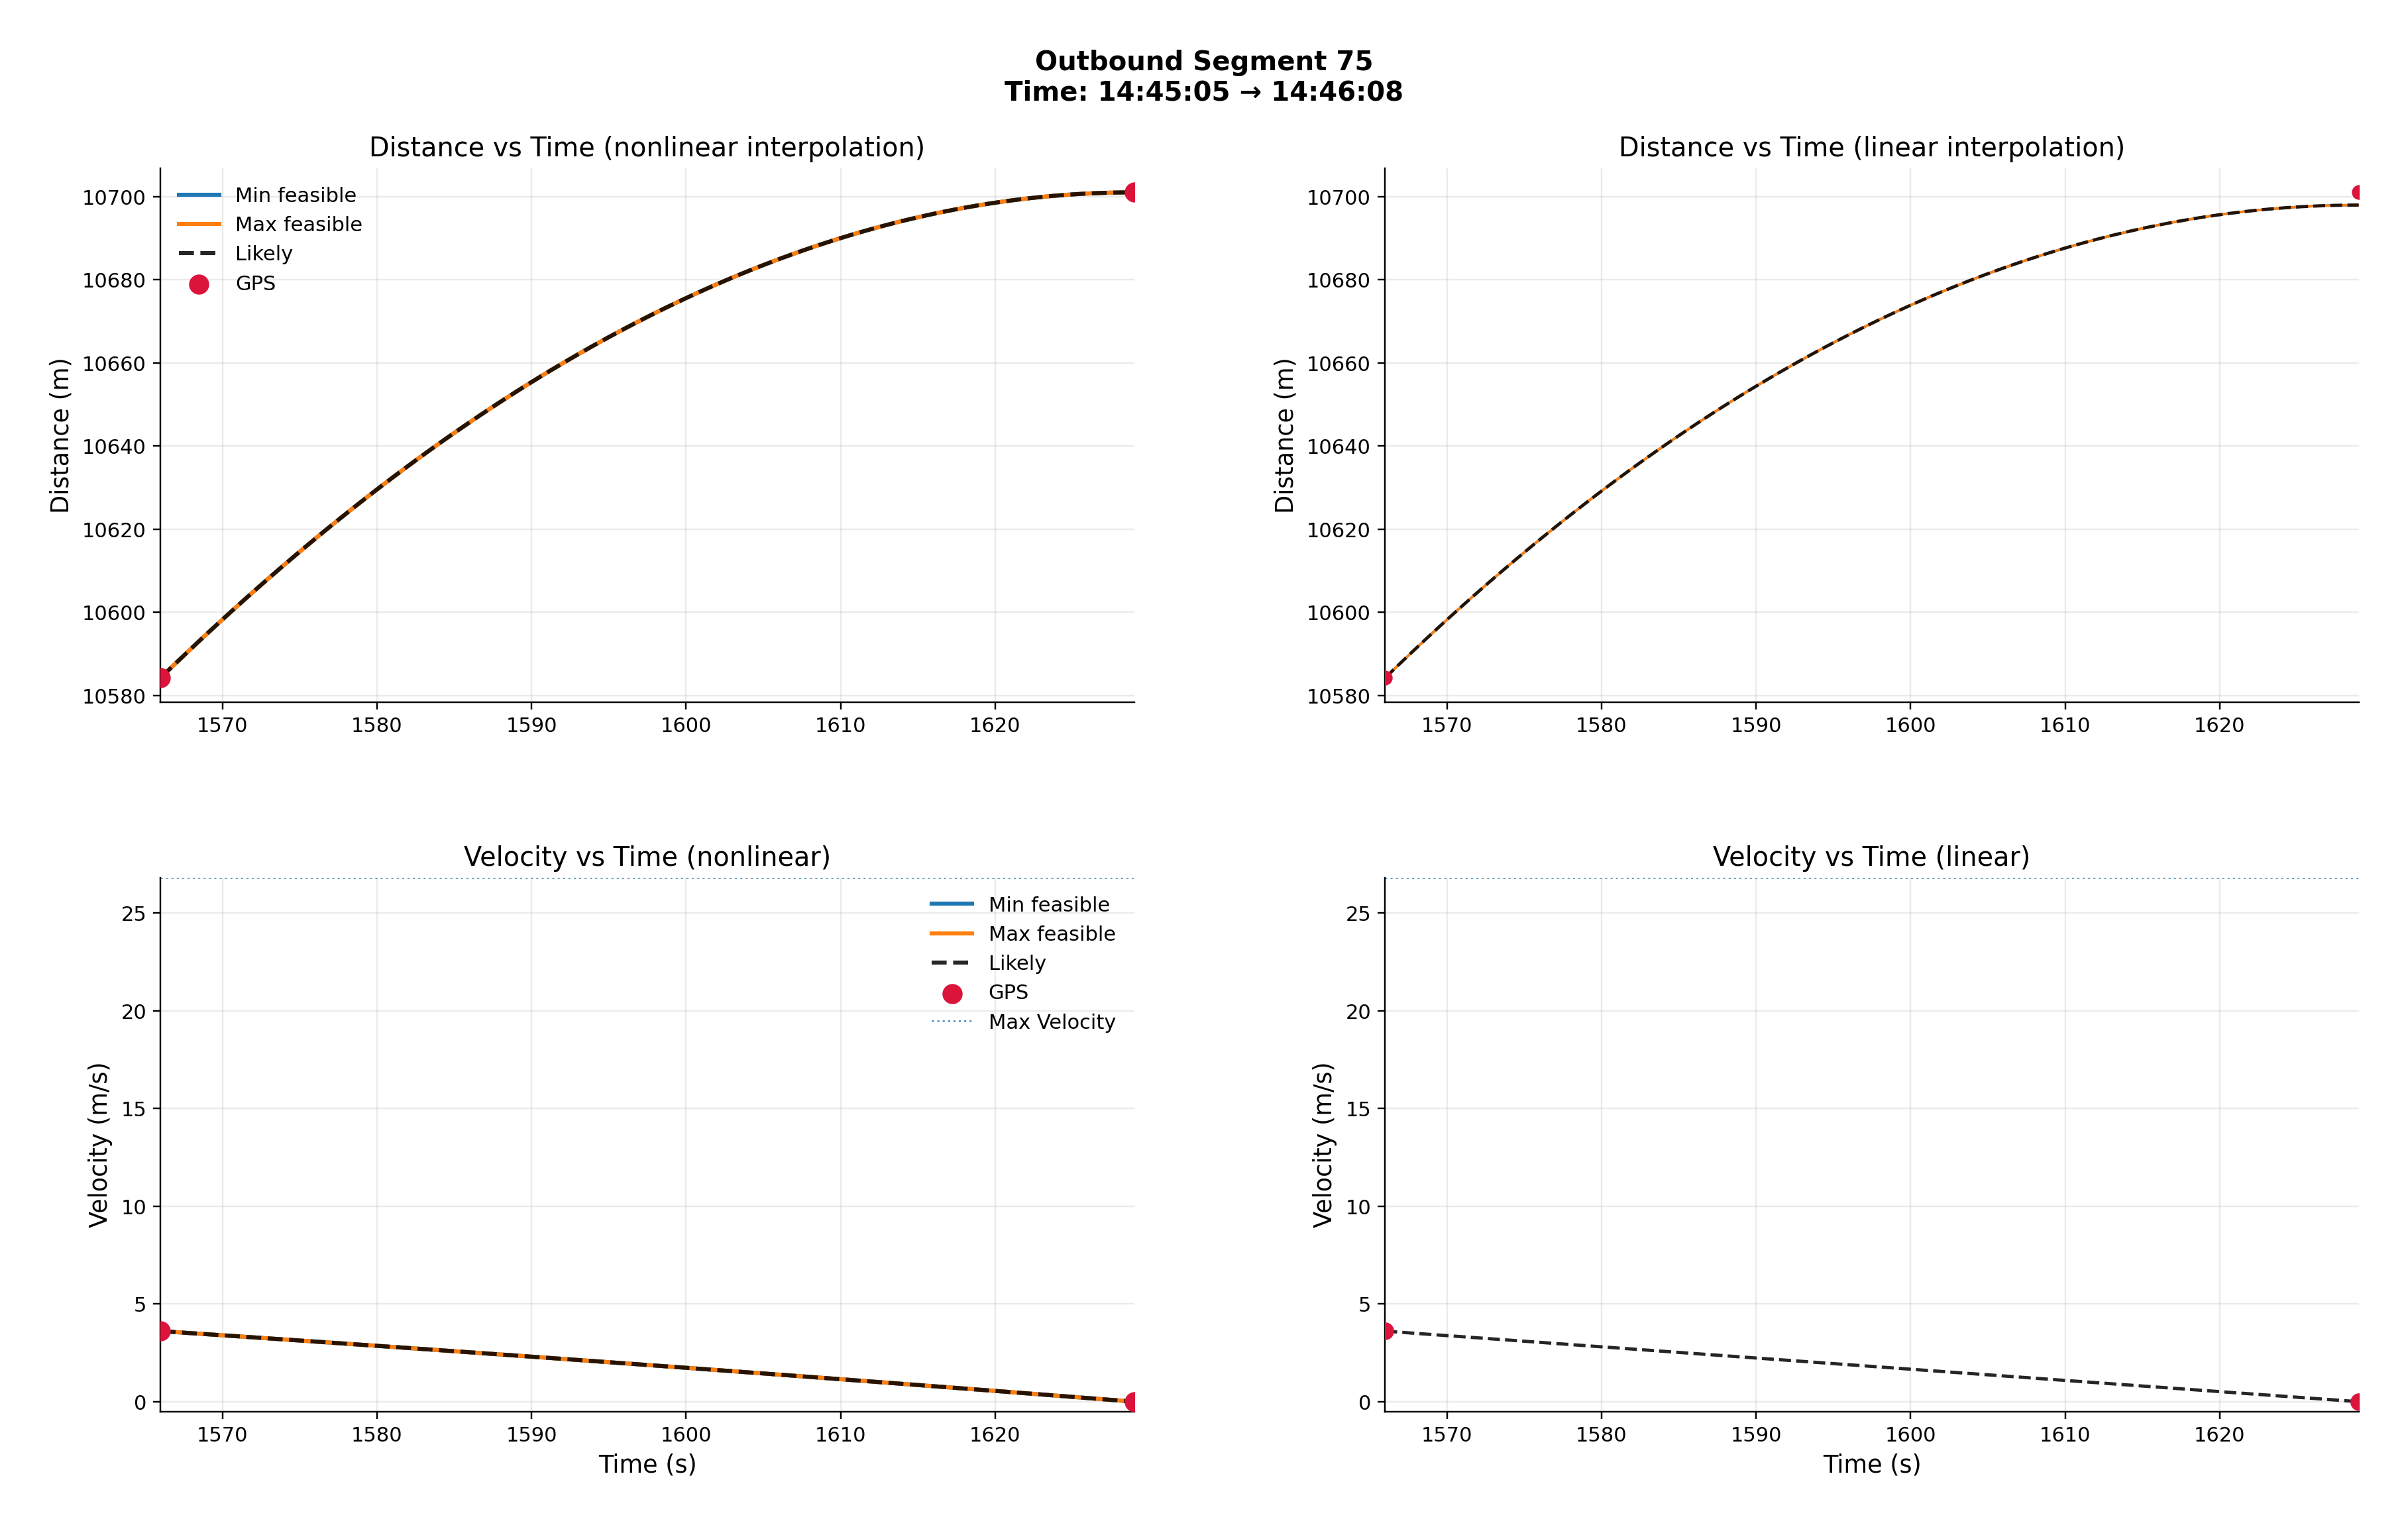 Outbound Segment 75
Time: 14:45:05 → 14:46:08
Distance vs Time (nonlinear interpolation)
Min feasible
Max feasible
Likely
GPS
Distance (m)
10700
10680
10660
10640
10620
10600
10580
1570 1580 1590 1600 1610 1620
Distance vs Time (linear interpolation)
Distance (m)
10700
10680
10660
10640
10620
10600
10580
1570 1580 1590 1600 1610 1620
Velocity vs Time (nonlinear)
Min feasible
Max feasible
Likely
GPS
Max Velocity
Velocity (m/s)
25
20
15
10
5
0
1570 1580 1590 1600 1610 1620
Time (s)
Velocity vs Time (linear)
Velocity (m/s)
25
20
15
10
5
0
1570 1580 1590 1600 1610 1620
Time (s)